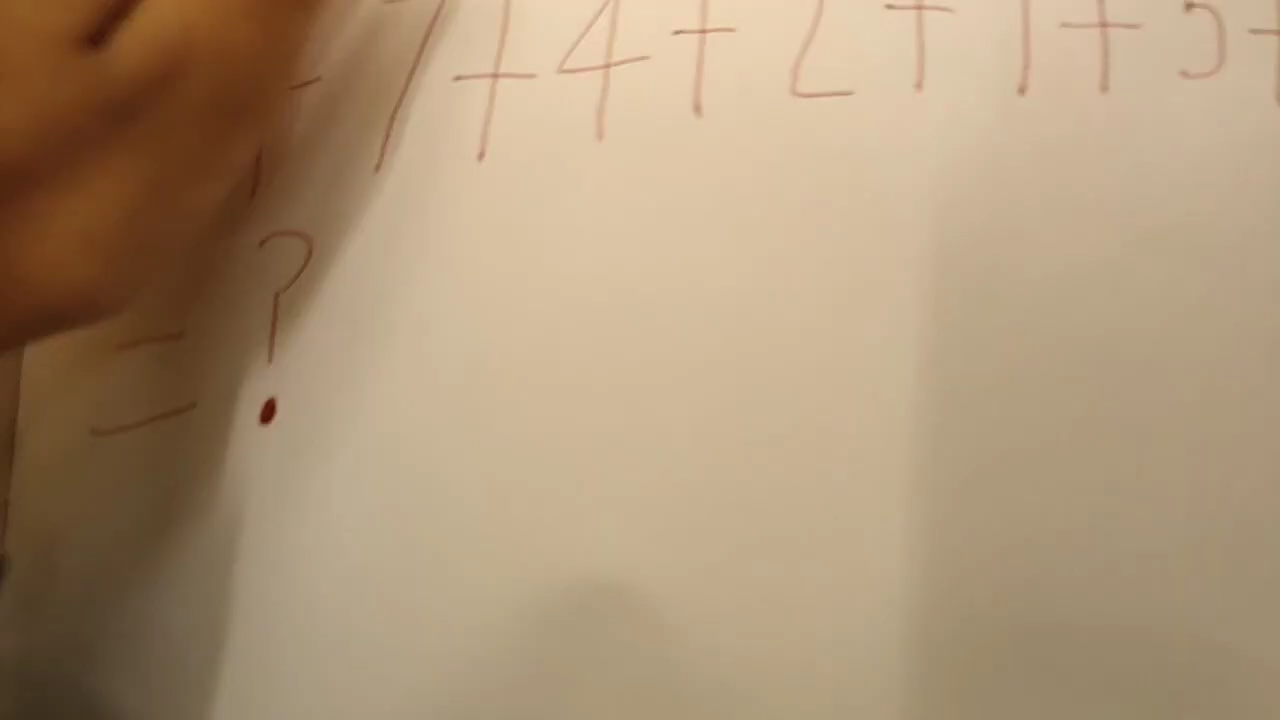 7+4+2+1+5+
= ?